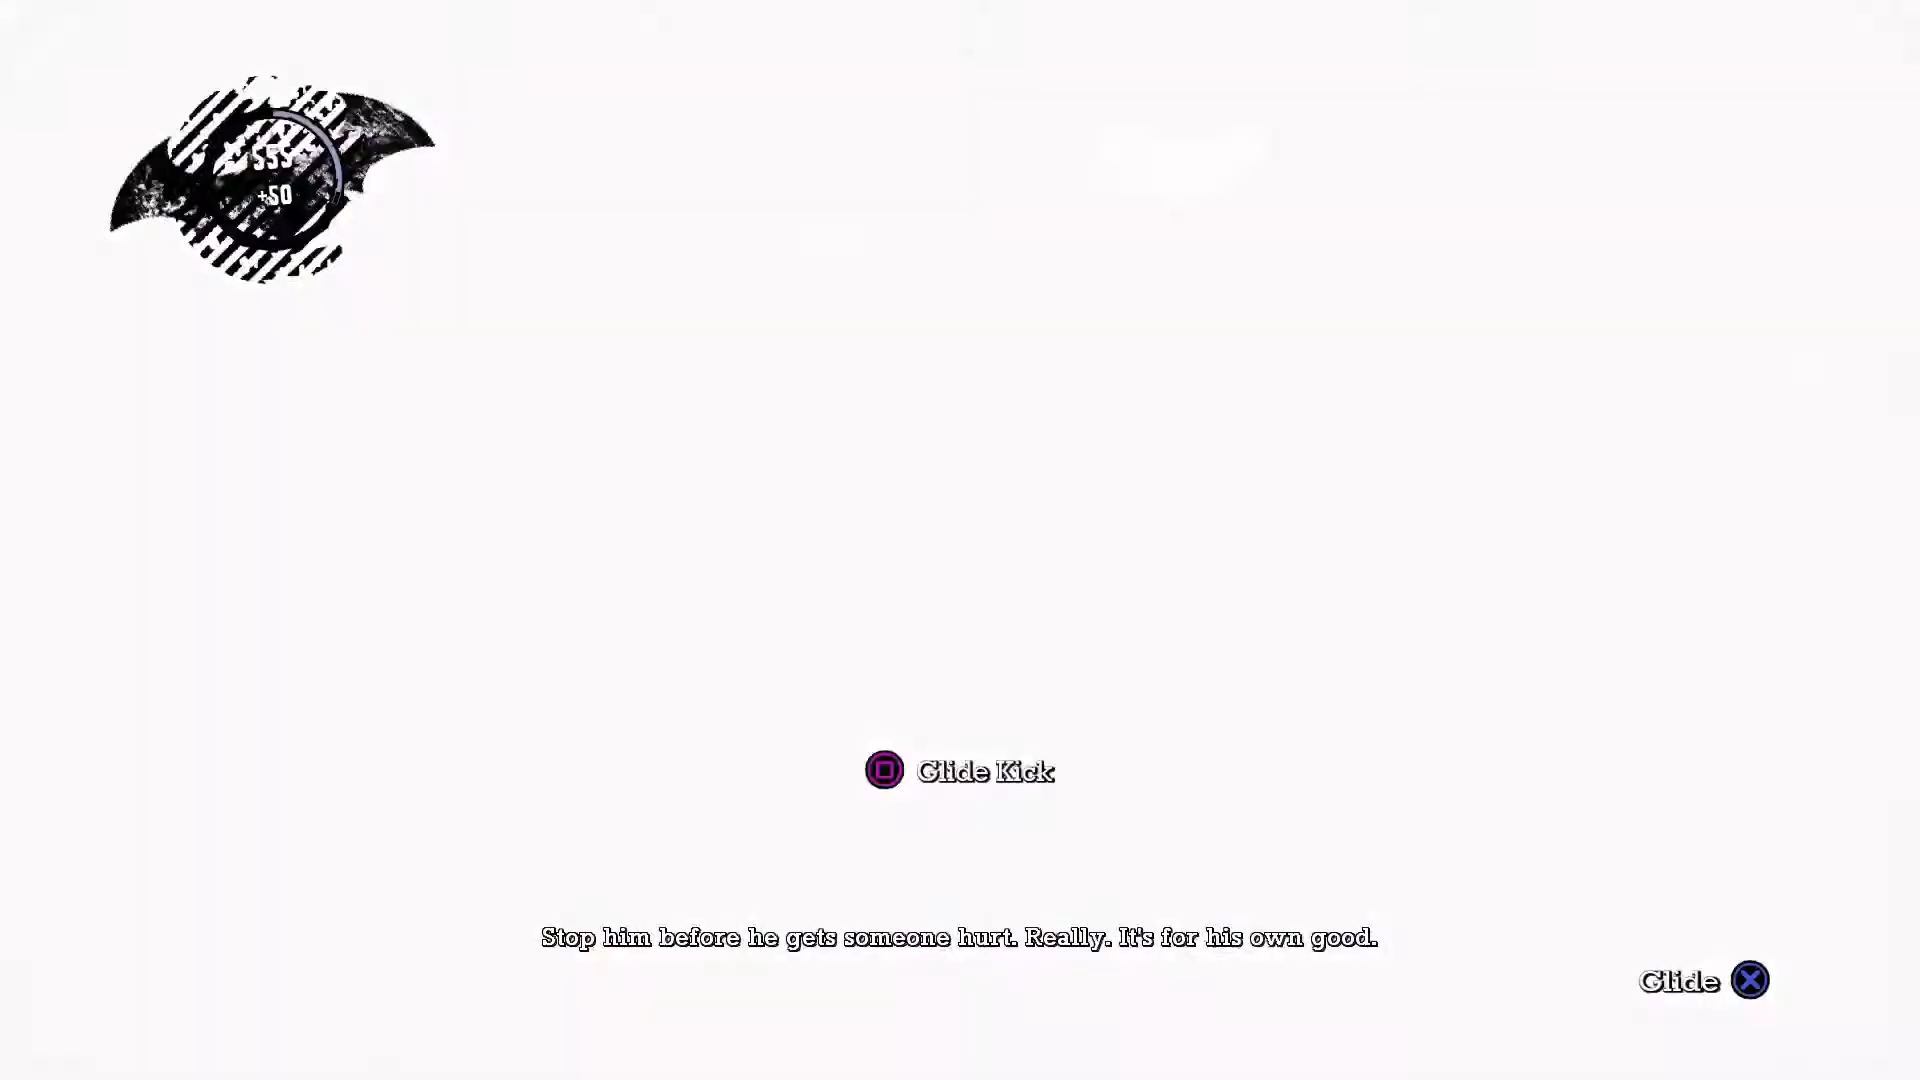 555
+50
Glide Kick
Stop him before he gets someone hurt. Really. It's for his own good.
Glide